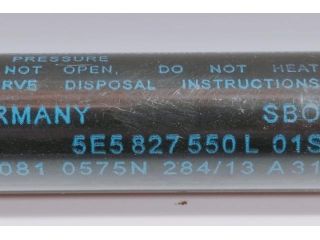 PRESSURE
NOT OPEN, DO NOT HEAT
RVE DISPOSAL INSTRUCTIONS
RMANY SBO
5E5 827 550 L 01S
081 0575N 284/13 A 31